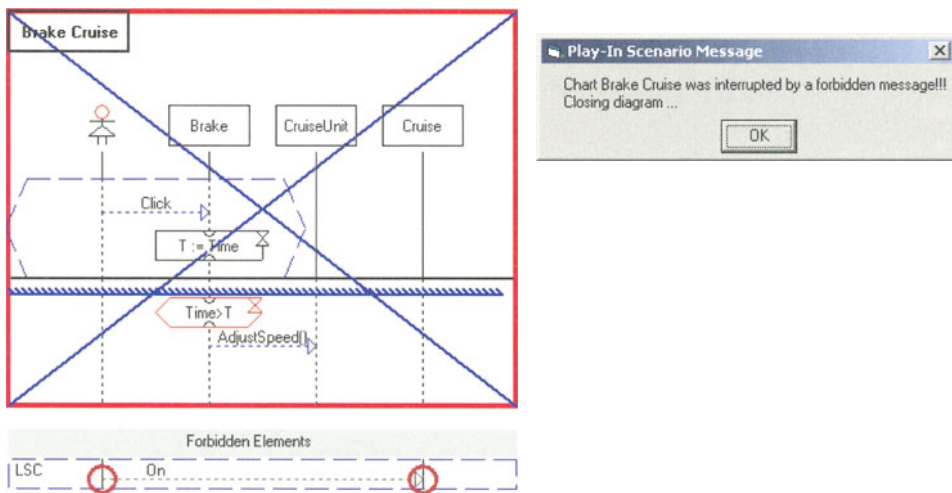 Brake Cruise
Brake
CruiseUnit
Cruise
Click
T := Time
Time>T
AdjustSpeed()
Forbidden Elements
LSC
On
Play-In Scenario Message
Chart Brake Cruise was interrupted by a forbidden message!!!
Closing diagram ...
OK